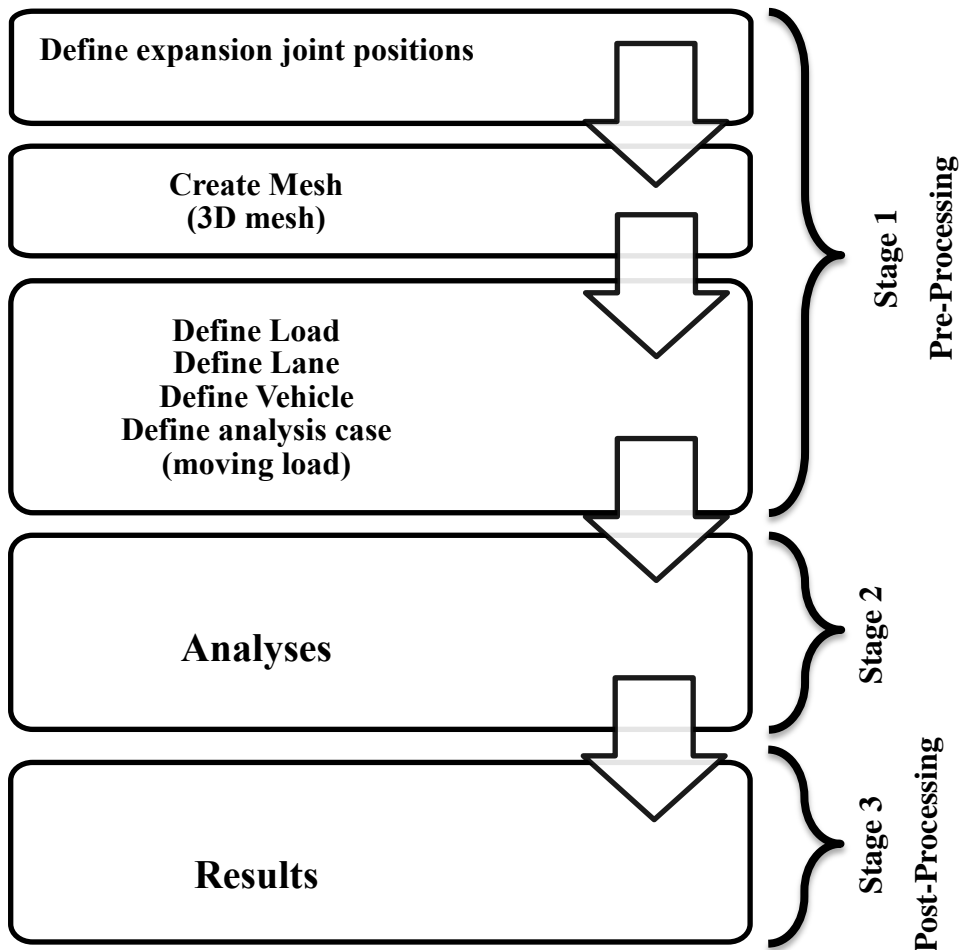 Define expansion joint positions
Create Mesh
(3D mesh)
Define Load
Define Lane
Define Vehicle
Define analysis case
(moving load)
Stage 1
Pre-Processing
Analyses
Stage 2
Results
Stage 3
Post-Processing